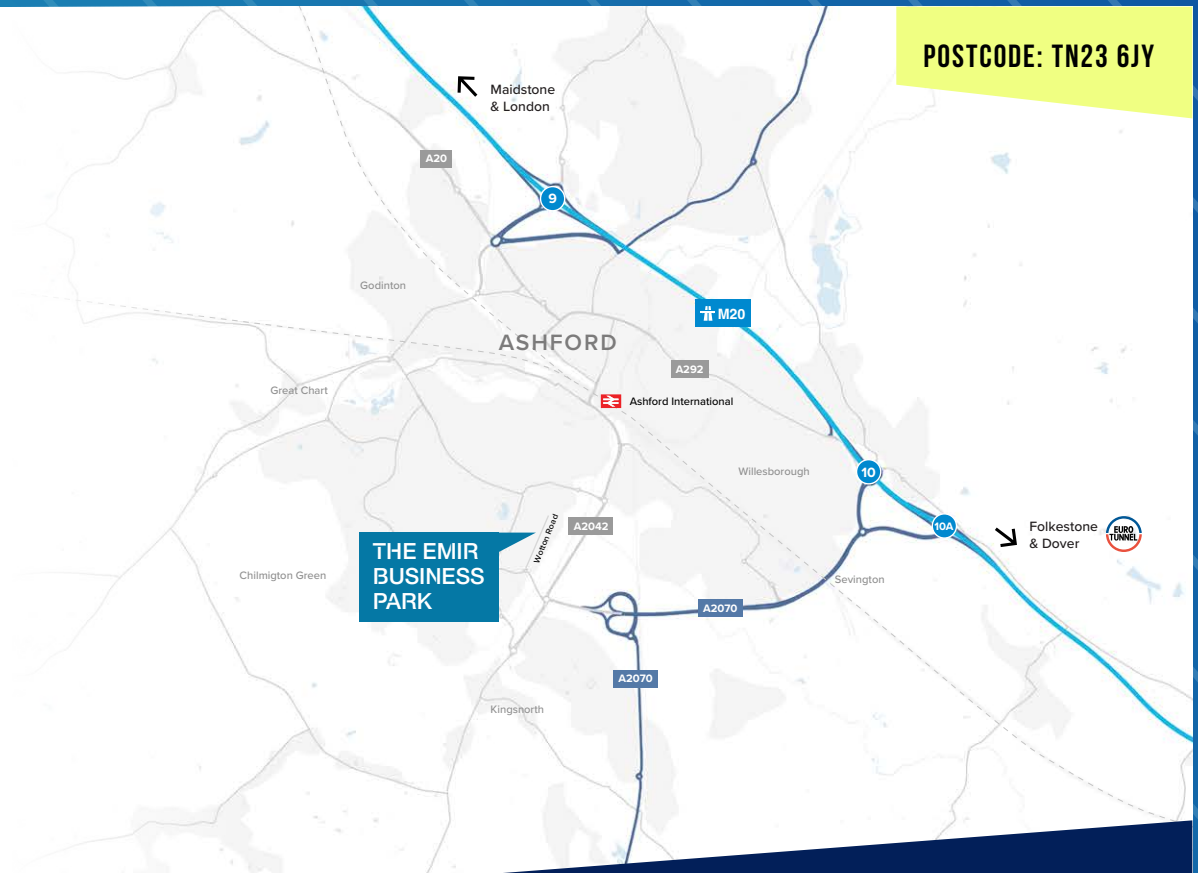 POSTCODE: TN23 6JY
Maidstone
& London
A20
9
Godinton
M20
ASHFORD
A292
Great Chart
Ashford International
Willesborough
10
10A
Folkestone
& Dover
EURO
TUNNEL
Wotton Road
A2042
THE EMIR
BUSINESS
PARK
Chilmigton Green
Sevington
A2070
A2070
Kingsnorth